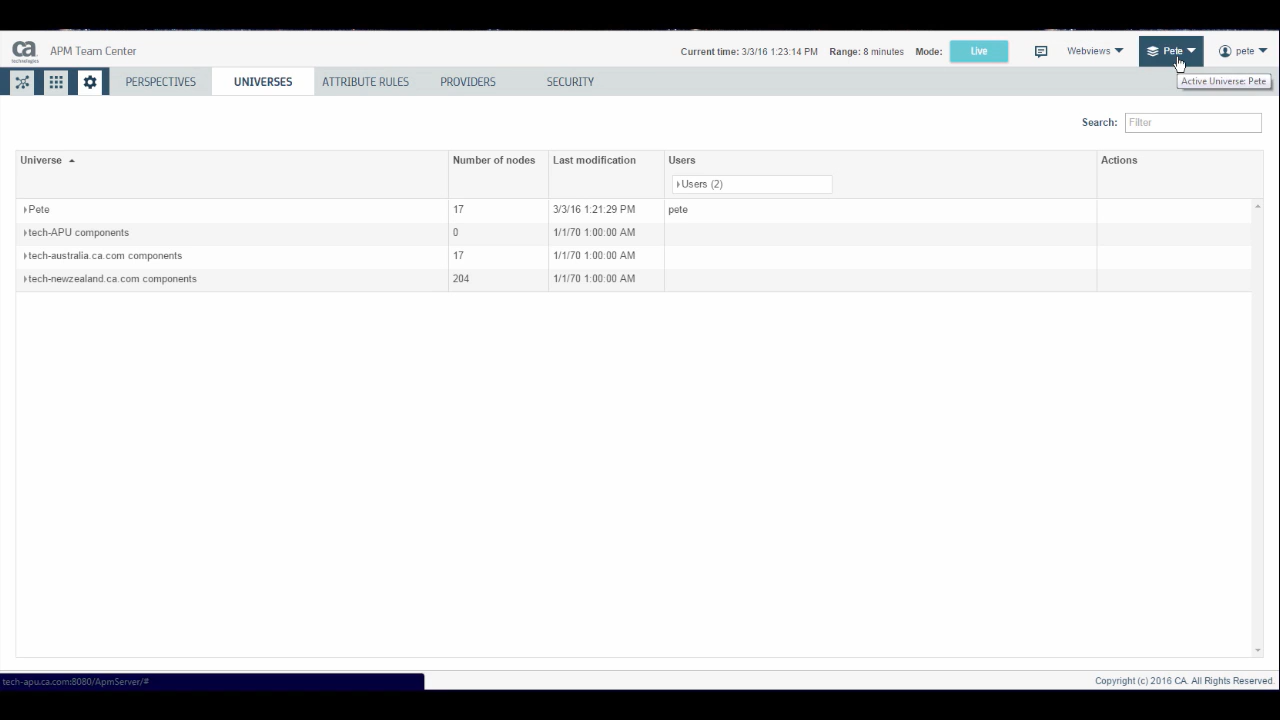 ca
technologies
APM Team Center
Current time: 3/3/16 1:23:14 PM Range: 8 minutes Mode: Live Webviews Pete pete
PERSPECTIVES UNIVERSES ATTRIBUTE RULES PROVIDERS SECURITY
Active Universe: Pete
Search: Filter
Universe Number of nodes Last modification Users Actions
Users (2)
Pete 17 3/3/16 1:21:29 PM pete
tech-APU components 0 1/1/70 1:00:00 AM
tech-australia.ca.com components 17 1/1/70 1:00:00 AM
tech-newzealand.ca.com components 204 1/1/70 1:00:00 AM
tech-apu.ca.com:8080/ApmServer/#
Copyright (c) 2016 CA. All Rights Reserved.